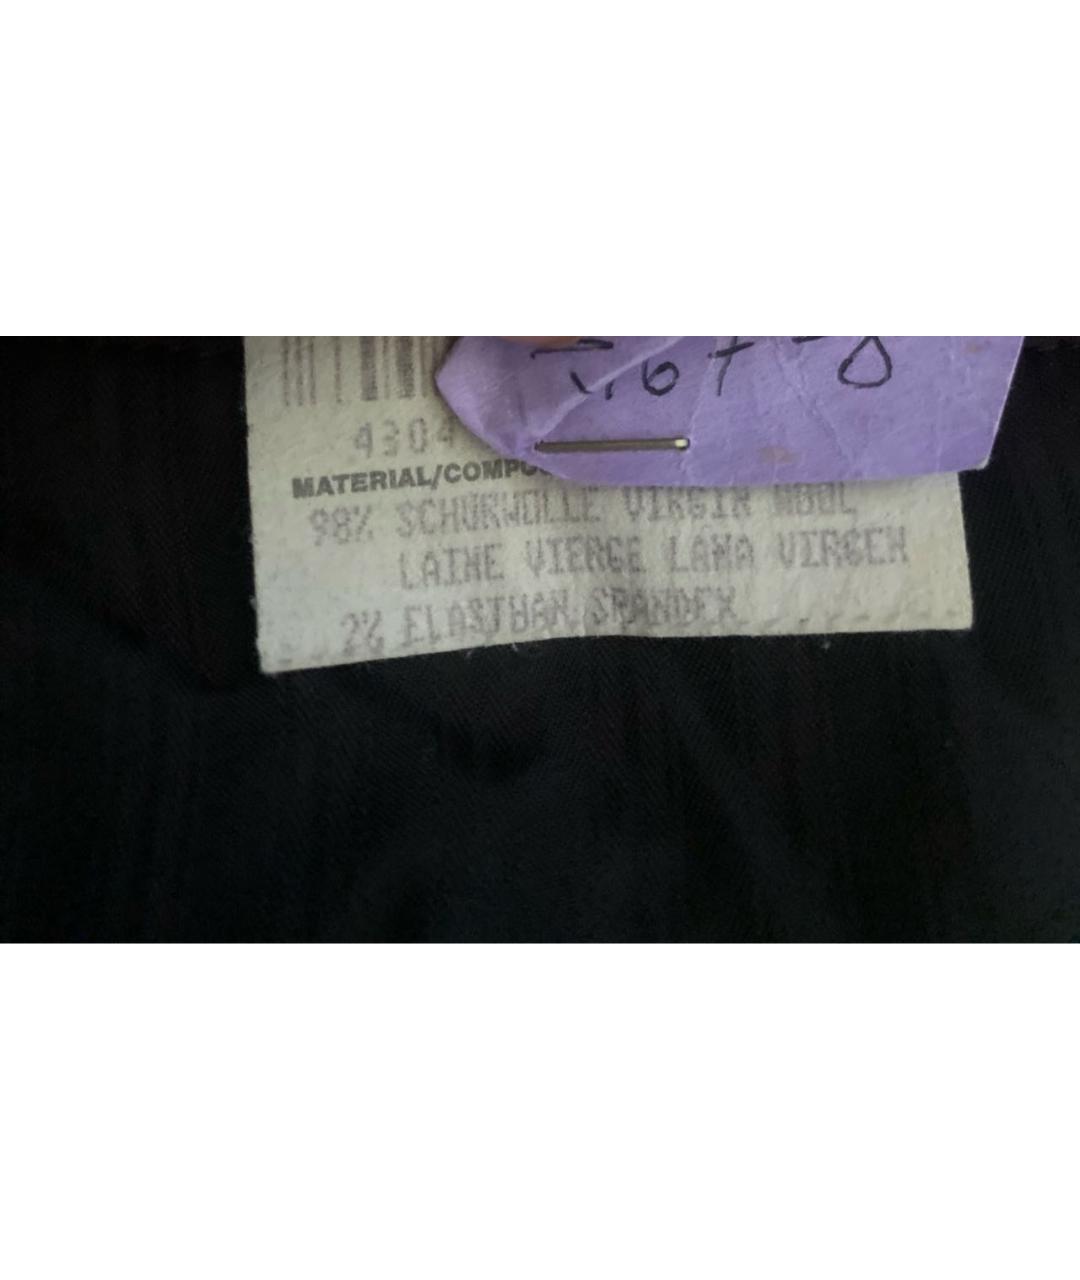 4304
MATERIAL/COMPO
98% SCHURWOLLE VIRGIN WOOL
LAINE VIERGE LANA VIRGEN
2% ELASTHAN SPANDEX